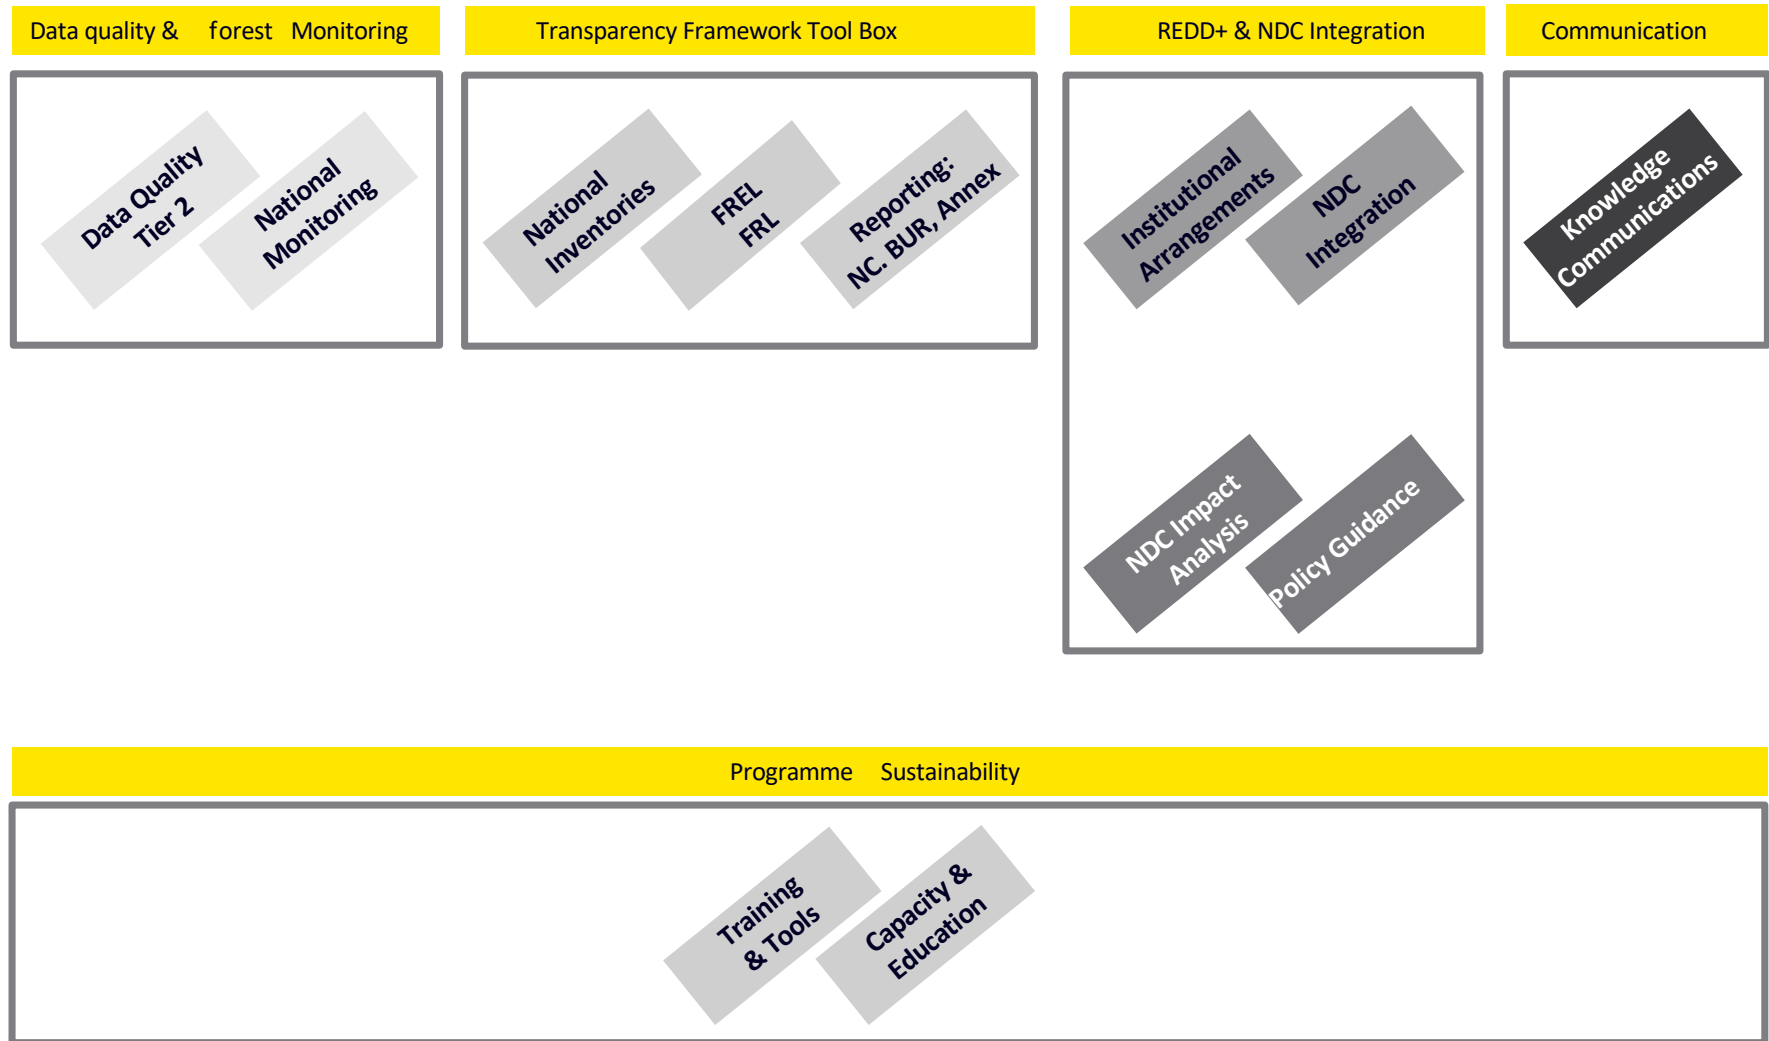 Data quality & forest Monitoring
Transparency Framework Tool Box
REDD+ & NDC Integration
Communication
Data Quality
Tier 2
National
Monitoring
National
Inventories
FREL
FRL
Reporting:
NC. BUR, Annex
Institutional
Arrangements
NDC
Integration
Knowledge
Communications
NDC Impact
Analysis
Policy Guidance
Programme Sustainability
Training
& Tools
Capacity &
Education